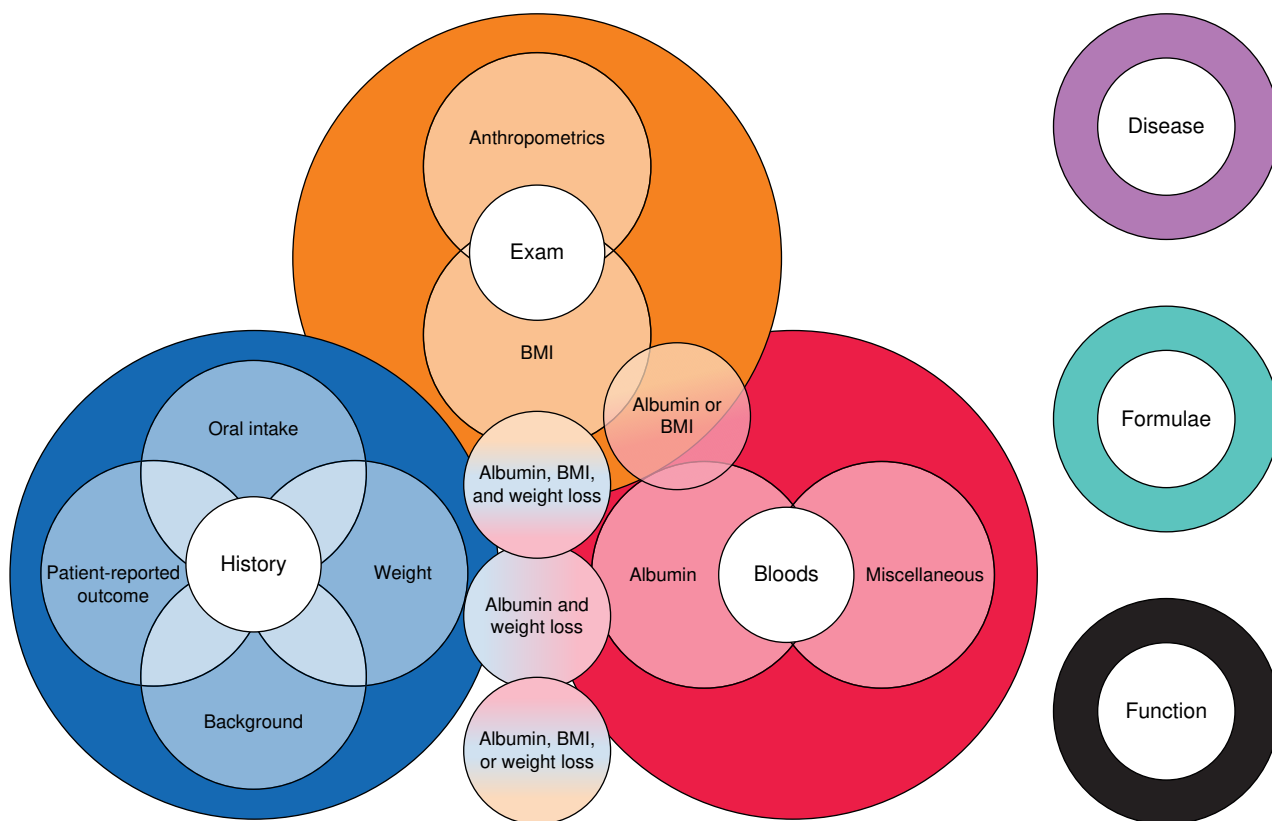 Anthropometrics
Exam
BMI
Albumin or
BMI
Albumin, BMI,
and weight loss
Oral intake
History
Patient-reported
outcome
Weight
Background
Albumin and
weight loss
Albumin, BMI,
or weight loss
Albumin
Bloods
Miscellaneous
Disease
Formulae
Function